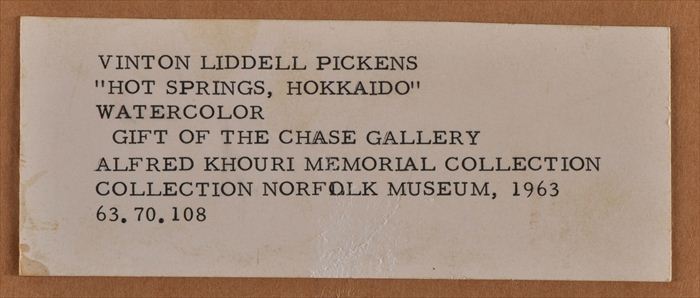 VINTON LIDDELL PICKENS
"HOT SPRINGS, HOKKAIDO"
WATERCOLOR
GIFT OF THE CHASE GALLERY
ALFRED KHOURI MEMORIAL COLLECTION
COLLECTION NORFOLK MUSEUM, 1963
63.70.108